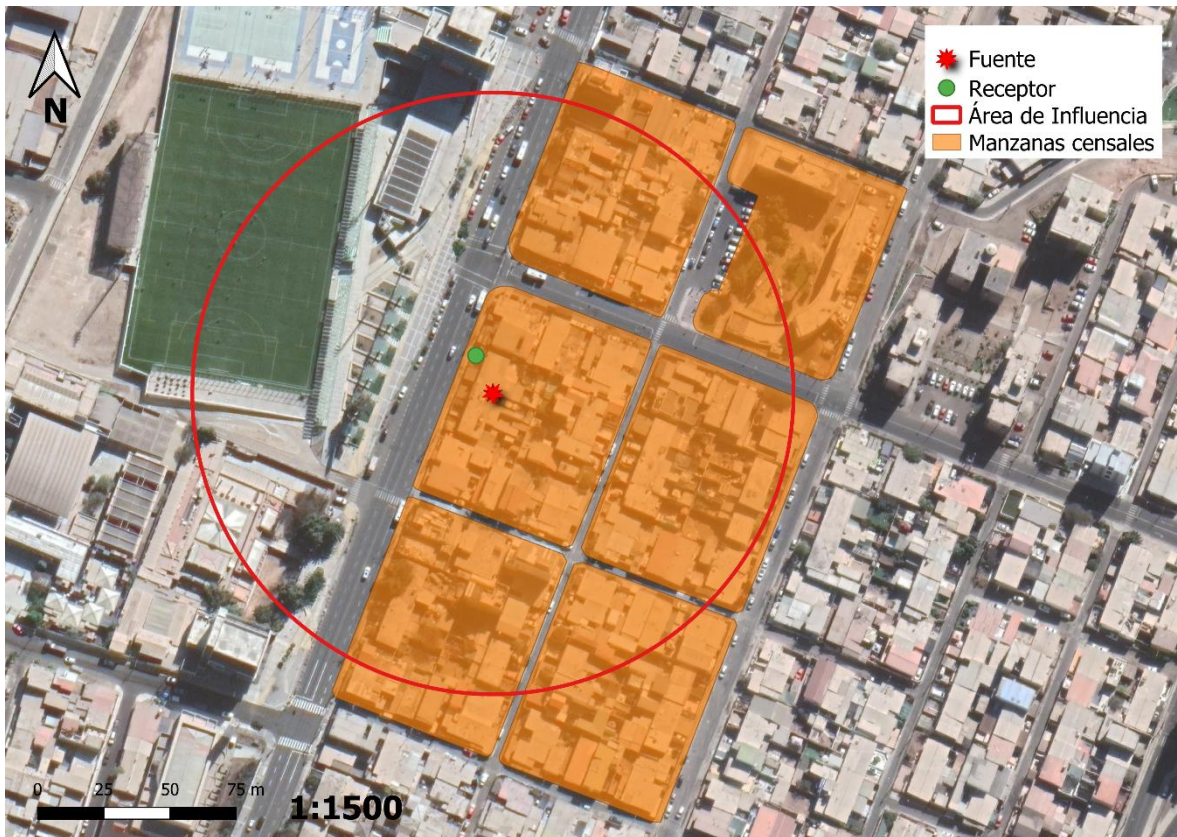 Fuente
Receptor
Área de Influencia
Manzanas censales
N
0 25 50 75 m
1:1500